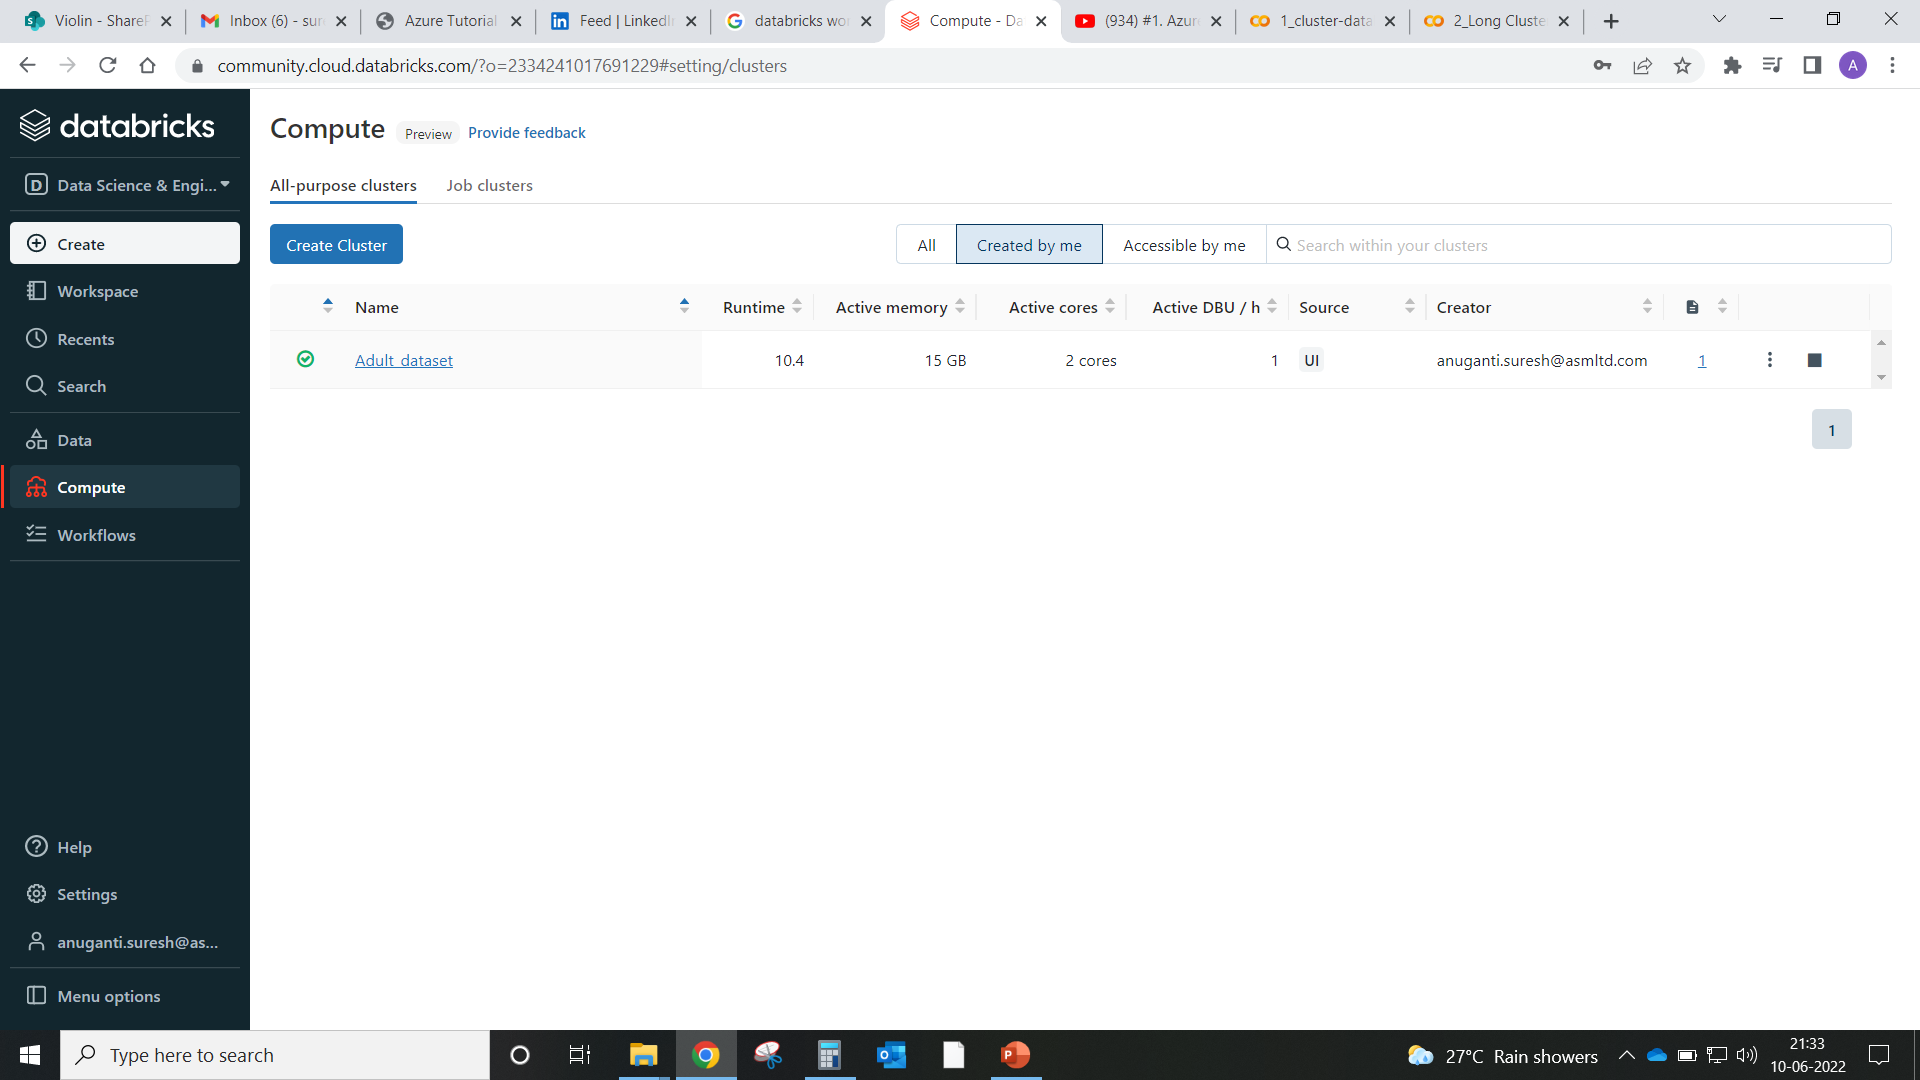 Violin - ShareP
Inbox (6) - sur
Azure Tutorial
Feed | LinkedIn
databricks wor
Compute - Da
(934) #1. Azur
1_cluster-data
2_Long Cluste
community.cloud.databricks.com/?o=2334241017691229#setting/clusters
A
databricks
D Data Science & Engi...
Create
Workspace
Recents
Search
Data
Compute
Workflows
Help
Settings
anuganti.suresh@as...
Menu options
Compute Preview Provide feedback
All-purpose clusters Job clusters
Create Cluster
All Created by me Accessible by me Search within your clusters
Name Runtime Active memory Active cores Active DBU / h Source Creator
Adult_dataset 10.4 15 GB 2 cores 1 UI anuganti.suresh@asmltd.com 1
1
Type here to search
27°C Rain showers
21:33
10-06-2022